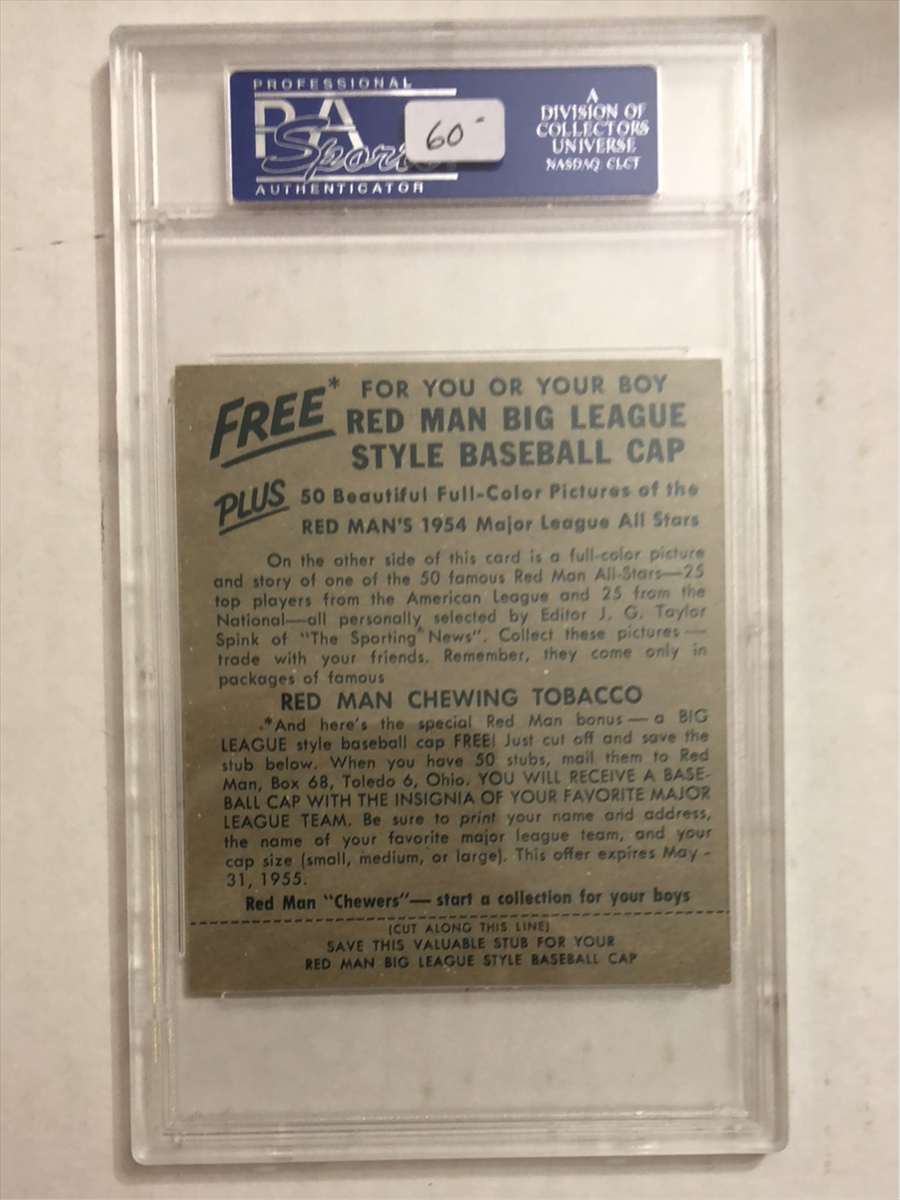 PROFESSIONAL
PSA
Sports
AUTHENTICATOR
60-
A
DIVISION OF
COLLECTORS
UNIVERSE
NASDAQ: CLCT
FREE* FOR YOU OR YOUR BOY
RED MAN BIG LEAGUE
STYLE BASEBALL CAP
PLUS 50 Beautiful Full-Color Pictures of the
RED MAN'S 1954 Major League All Stars
On the other side of this card is a full-color picture
and story of one of the 50 famous Red Man All-Stars—25
top players from the American League and 25 from the
National—all personally selected by Editor J. G. Taylor
Spink of "The Sporting News". Collect these pictures—
trade with your friends. Remember, they come only in
packages of famous
RED MAN CHEWING TOBACCO
*And here's the special Red Man bonus—a BIG
LEAGUE style baseball cap FREE! Just cut off and save the
stub below. When you have 50 stubs, mail them to Red
Man, Box 68, Toledo 6, Ohio. YOU WILL RECEIVE A BASE-
BALL CAP WITH THE INSIGNIA OF YOUR FAVORITE MAJOR
LEAGUE TEAM. Be sure to print your name and address,
the name of your favorite major league team, and your
cap size (small, medium, or large). This offer expires May -
31, 1955.
Red Man "Chewers"—start a collection for your boys
(CUT ALONG THIS LINE)
SAVE THIS VALUABLE STUB FOR YOUR
RED MAN BIG LEAGUE STYLE BASEBALL CAP